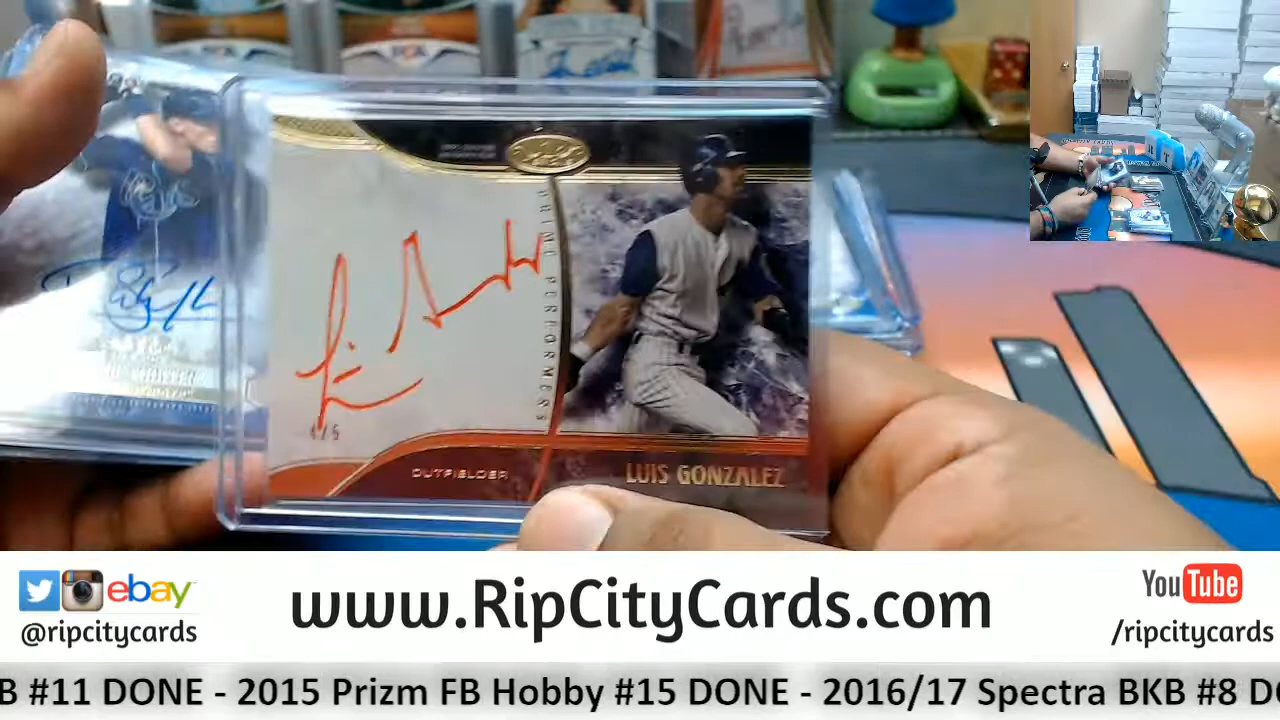 PRIME PERFORMERS
4/5
OUTFIELDER
LUIS GONZALEZ
ebay
@ripcitycards
www.RipCityCards.com
You Tube
/ripcitycards
B #11 DONE - 2015 Prizm FB Hobby #15 DONE - 2016/17 Spectra BKB #8 DO